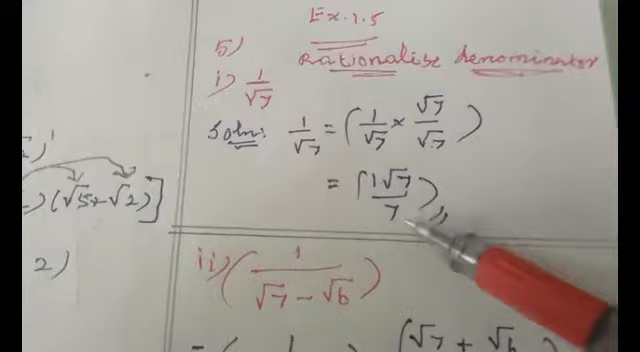 Ex.1.5
5) Rationalise denominator
i) 1/√7
Soln: 1/√7 = (1/√7 × √7/√7)
= (1√7/7)„
(√5+√2)]
2)
ii) (1/(√7 − √6))
= ( 1 ) (√7 + √6)